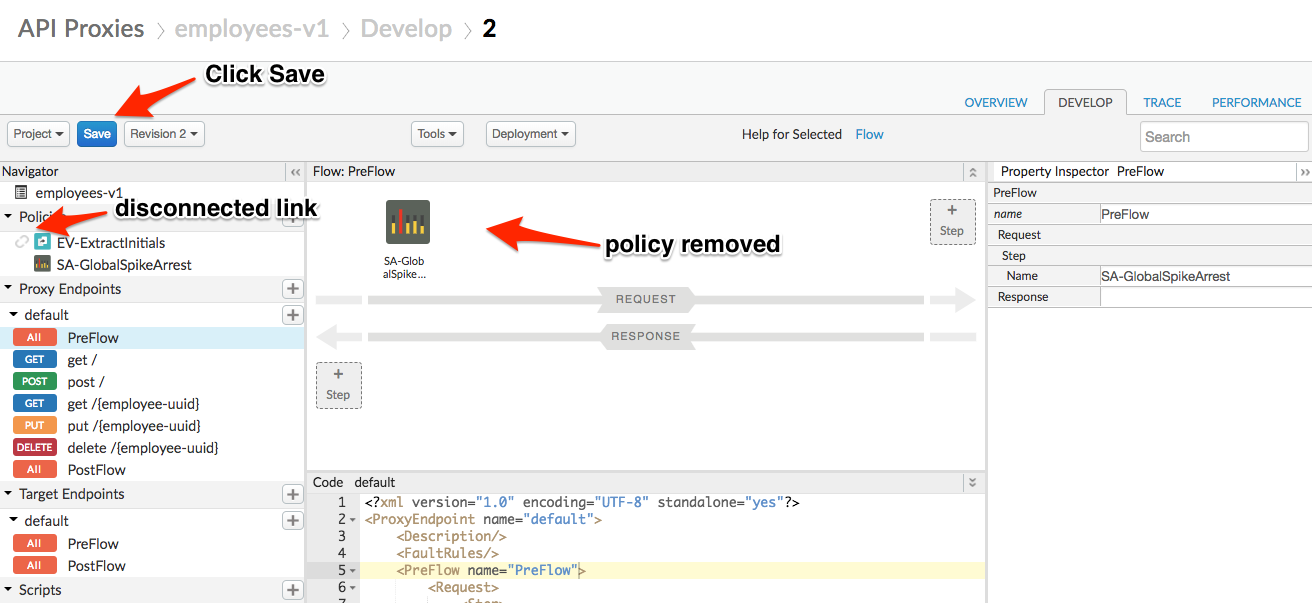 API Proxies > employees-v1 > Develop > 2
Click Save
OVERVIEW DEVELOP TRACE PERFORMANCE
Project Save Revision 2 Tools Deployment Help for Selected Flow Search
Navigator
employees-v1
disconnected link
EV-ExtractInitials
SA-GlobalSpikeArrest
Proxy Endpoints
default
All PreFlow
GET get /
POST post /
GET get /{employee-uuid}
PUT put /{employee-uuid}
DELETE delete /{employee-uuid}
All PostFlow
Target Endpoints
default
All PreFlow
All PostFlow
Scripts
Flow: PreFlow
SA-Glob
alSpike...
policy removed
+
Step
REQUEST
RESPONSE
+
Step
Code default
1 <?xml version="1.0" encoding="UTF-8" standalone="yes"?>
2 <ProxyEndpoint name="default">
3 <Description/>
4 <FaultRules/>
5 <PreFlow name="PreFlow">
6 <Request>
Property Inspector PreFlow
PreFlow
name PreFlow
Request
Step
Name SA-GlobalSpikeArrest
Response